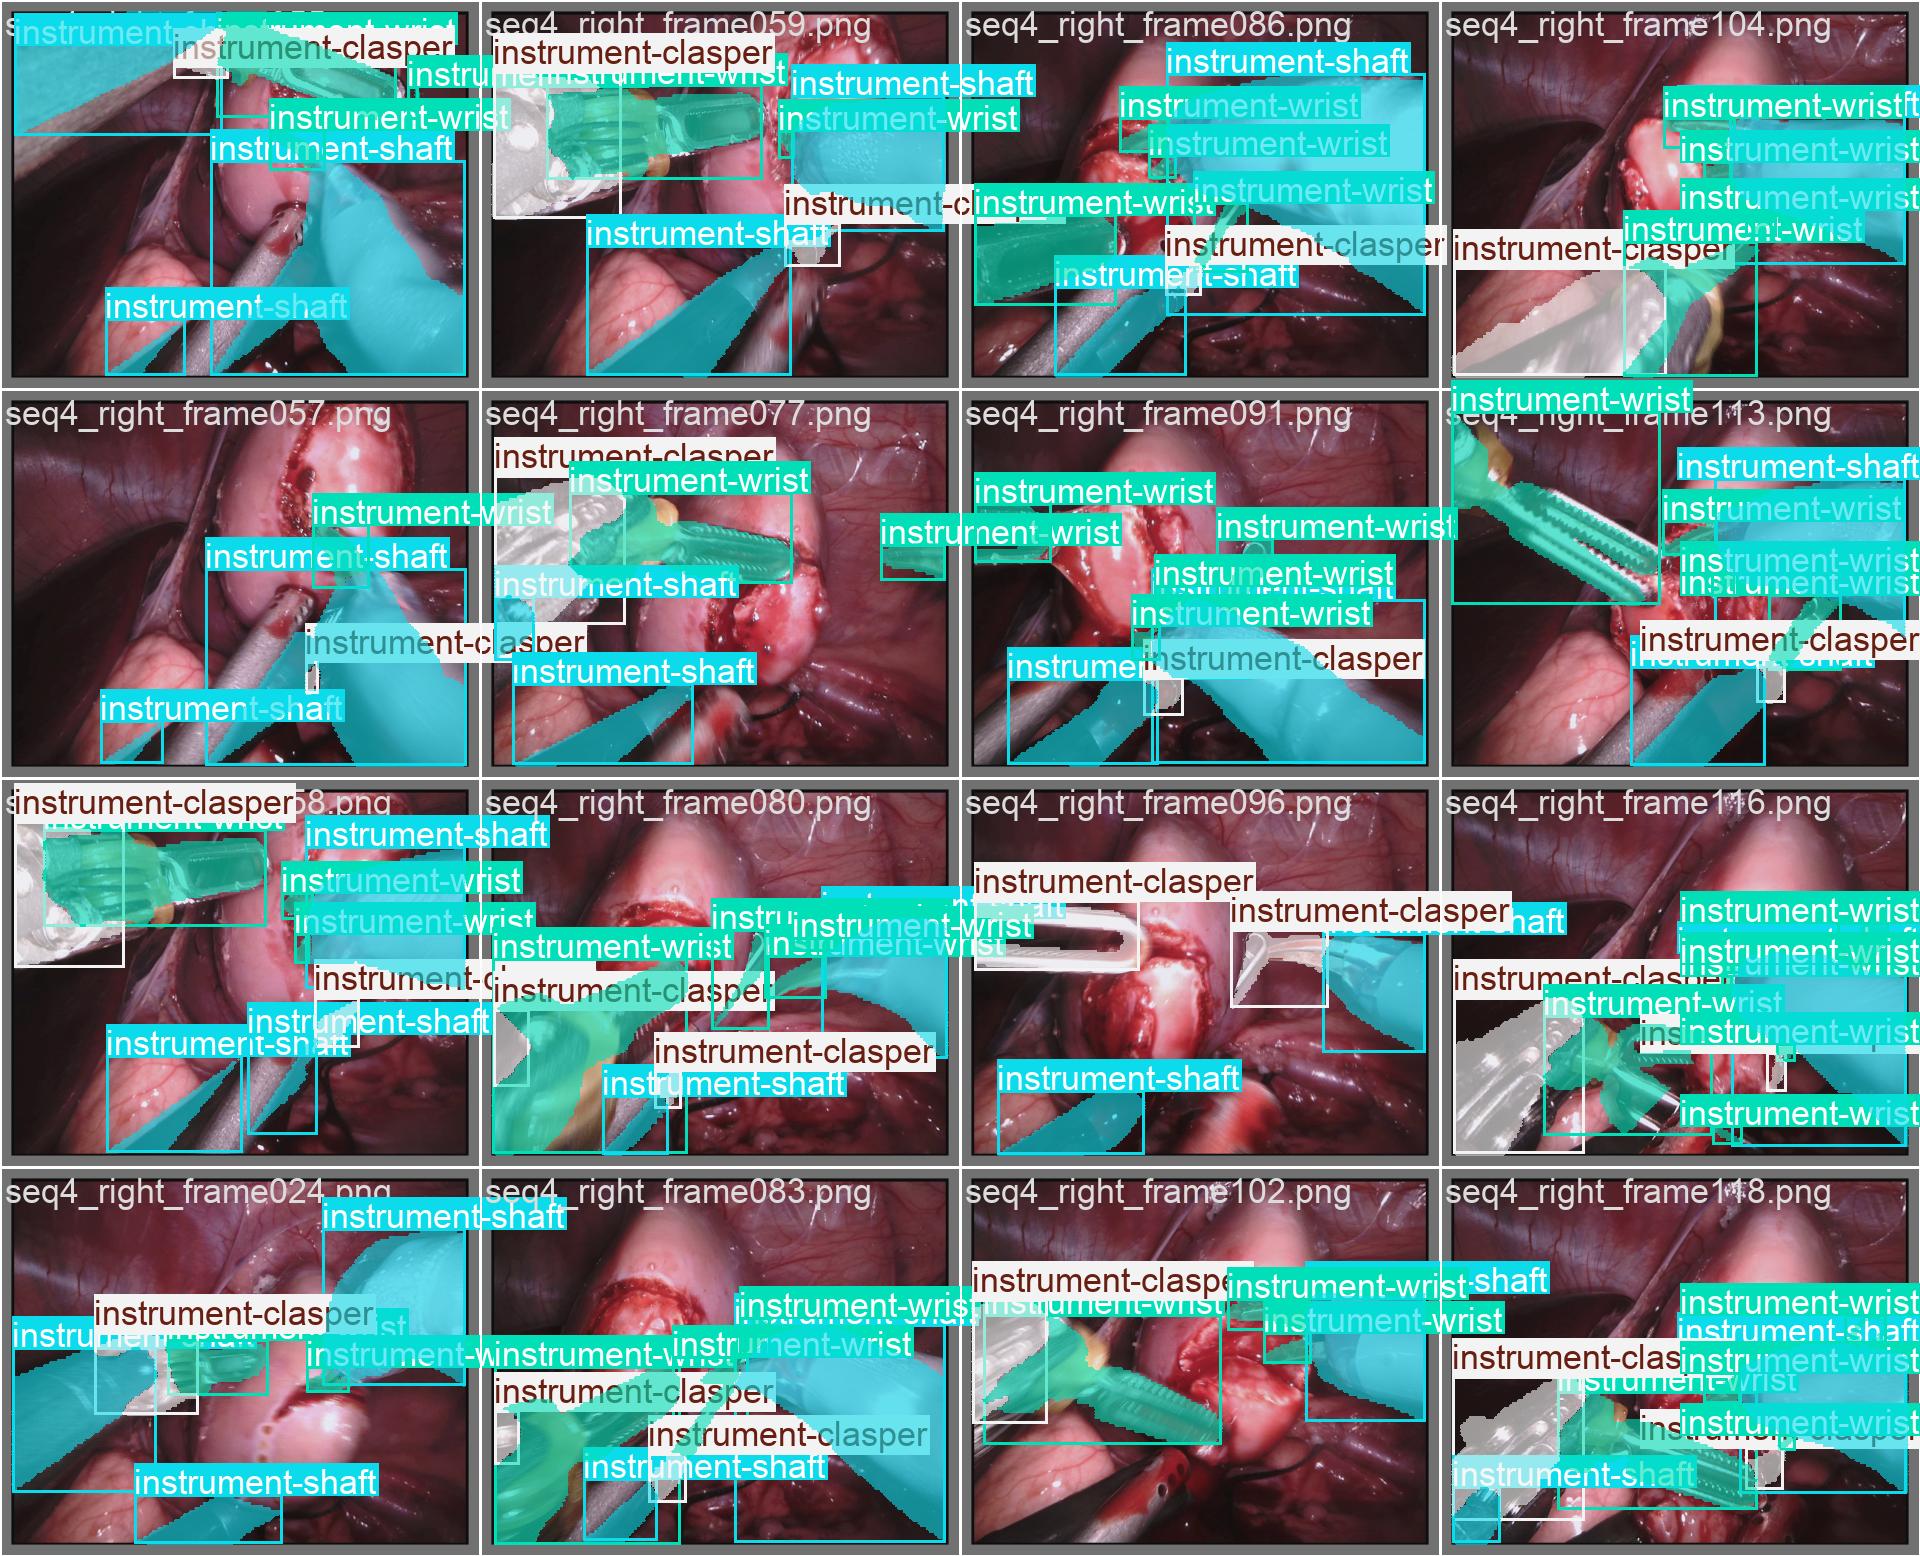 instrument-wrist
instrument-clasper
instrument-wrist
instrument-shaft
instrument-shaft
seq4_right_frame059.png
instrument-clasper
instrument-wrist
instrument-shaft
instrument-wrist
instrument-shaft
seq4_right_frame086.png
instrument-shaft
instrument-wrist
instrument-wrist
instrument-wrist
instrument-wrist
instrument-clasper
instrument-shaft
seq4_right_frame104.png
instrument-wrist
instrument-wrist
instrument-wrist
instrument-wrist
instrument-clasper
seq4_right_frame057.png
instrument-wrist
instrument-shaft
instrument-clasper
instrument-shaft
seq4_right_frame077.png
instrument-clasper
instrument-wrist
instrument-wrist
instrument-shaft
instrument-shaft
seq4_right_frame091.png
instrument-wrist
instrument-wrist
instrument-wrist
instrument-wrist
instrument-clasper
instrument-wrist
seq4_right_frame113.png
instrument-shaft
instrument-wrist
instrument-wrist
instrument-wrist
instrument-clasper
instrument-clasper
instrument-shaft
instrument-wrist
instrument-wrist
instrument-shaft
instrument-shaft
seq4_right_frame080.png
instrument-wrist
instrument-wrist
instrument-clasper
instrument-clasper
instrument-shaft
seq4_right_frame096.png
instrument-clasper
instrument-clasper
instrument-shaft
seq4_right_frame116.png
instrument-wrist
instrument-wrist
instrument-clasper
instrument-wrist
instrument-wrist
instrument-wrist
seq4_right_frame024.png
instrument-shaft
instrument-clasper
instrument-shaft
seq4_right_frame083.png
instrument-wrist
instrument-wrist
instrument-clasper
instrument-clasper
instrument-shaft
seq4_right_frame102.png
instrument-clasper
instrument-wrist
instrument-wrist
seq4_right_frame118.png
instrument-wrist
instrument-shaft
instrument-wrist
instrument-wrist
instrument-wrist
instrument-shaft